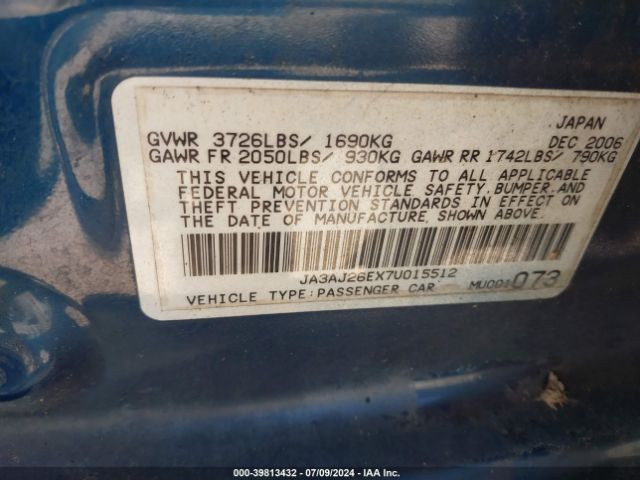 JAPAN
GVWR 3726LBS/ 1690KG DEC 2006
GAWR FR 2050LBS/ 930KG GAWR RR 1742LBS/ 790KG
THIS VEHICLE CONFORMS TO ALL APPLICABLE
FEDERAL MOTOR VEHICLE SAFETY, BUMPER, AND
THEFT PREVENTION STANDARDS IN EFFECT ON
THE DATE OF MANUFACTURE SHOWN ABOVE.
JA3AJ26EX7U015512
VEHICLE TYPE:PASSENGER CAR MU001073
000-39813432 / 07/09/2024 - IAA Inc.